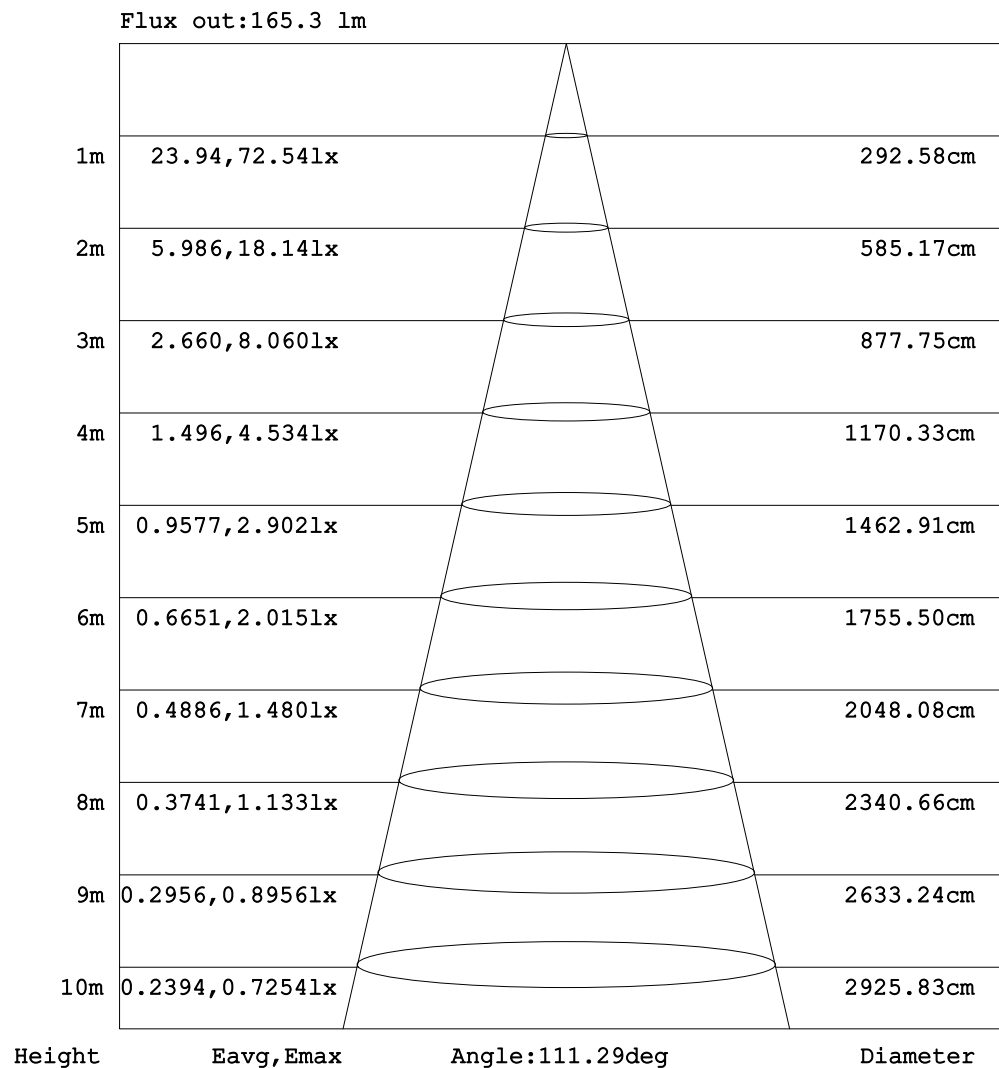 Flux out:165.3 lm
1m 23.94,72.54lx 292.58cm
2m 5.986,18.14lx 585.17cm
3m 2.660,8.060lx 877.75cm
4m 1.496,4.534lx 1170.33cm
5m 0.9577,2.902lx 1462.91cm
6m 0.6651,2.015lx 1755.50cm
7m 0.4886,1.480lx 2048.08cm
8m 0.3741,1.133lx 2340.66cm
9m 0.2956,0.8956lx 2633.24cm
10m 0.2394,0.7254lx 2925.83cm
Height Eavg,Emax Angle:111.29deg Diameter